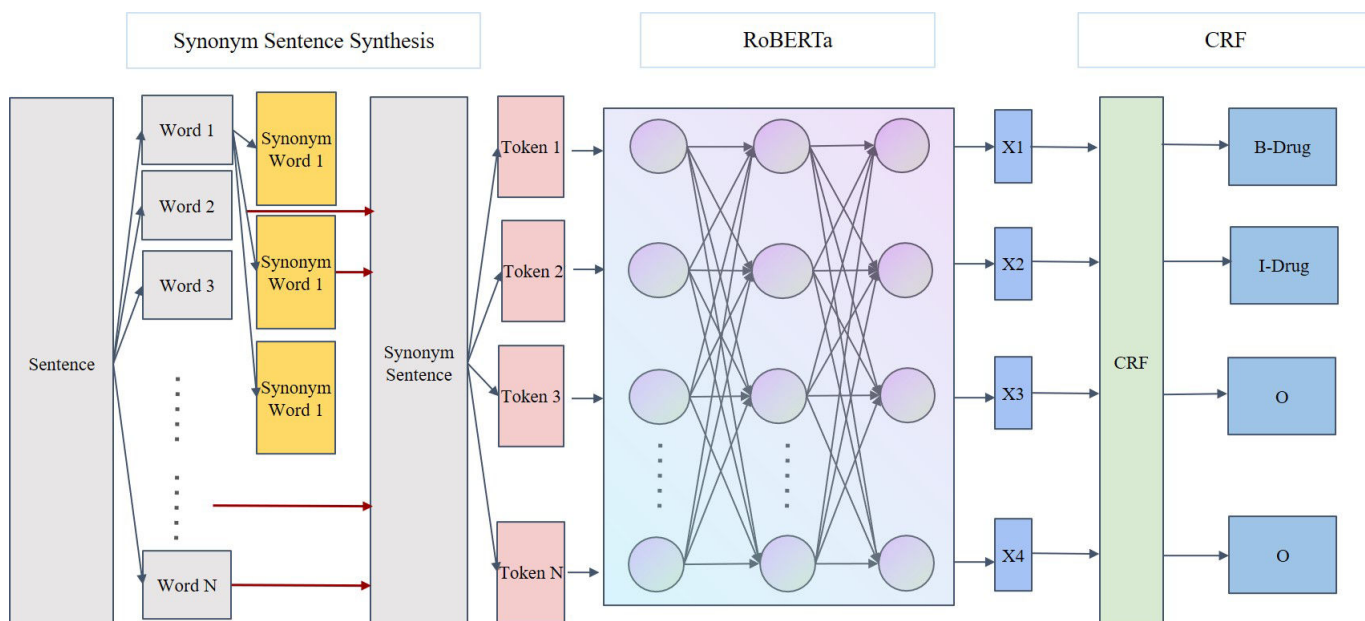 Synonym Sentence Synthesis
RoBERTa
CRF
Sentence
Word 1
Word 2
Word 3
Word N
Synonym
Word 1
Synonym
Word 1
Synonym
Word 1
Synonym
Sentence
Token 1
Token 2
Token 3
Token N
X1
X2
X3
X4
CRF
B-Drug
I-Drug
O
O